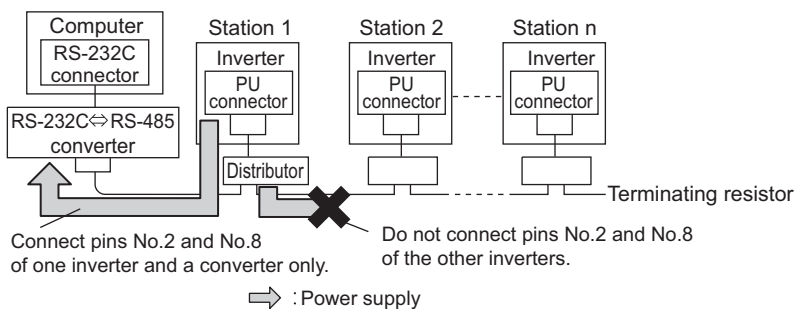 Computer
RS-232C
connector
RS-232C⇔RS-485
converter
Station 1
Inverter
PU
connector
Distributor
Station 2
Inverter
PU
connector
Station n
Inverter
PU
connector
Terminating resistor
Connect pins No.2 and No.8
of one inverter and a converter only.
Do not connect pins No.2 and No.8
of the other inverters.
: Power supply